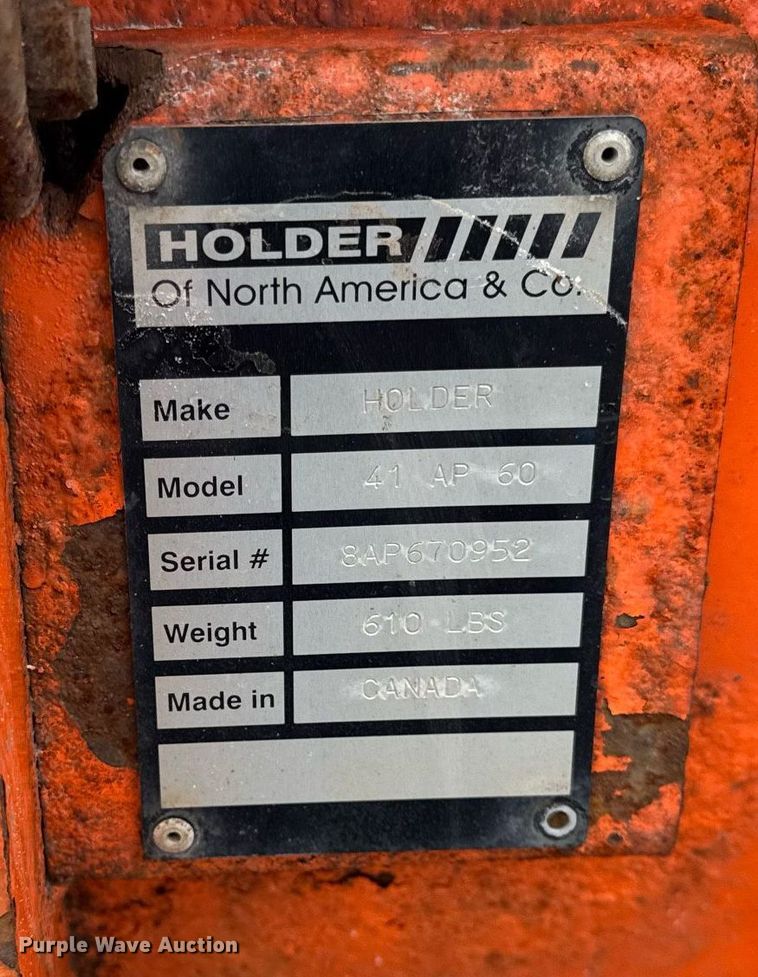 HOLDER
Of North America & Co.
Make HOLDER
Model 41 AP 60
Serial # 8AP670952
Weight 610 LBS
Made in CANADA
Purple Wave Auction